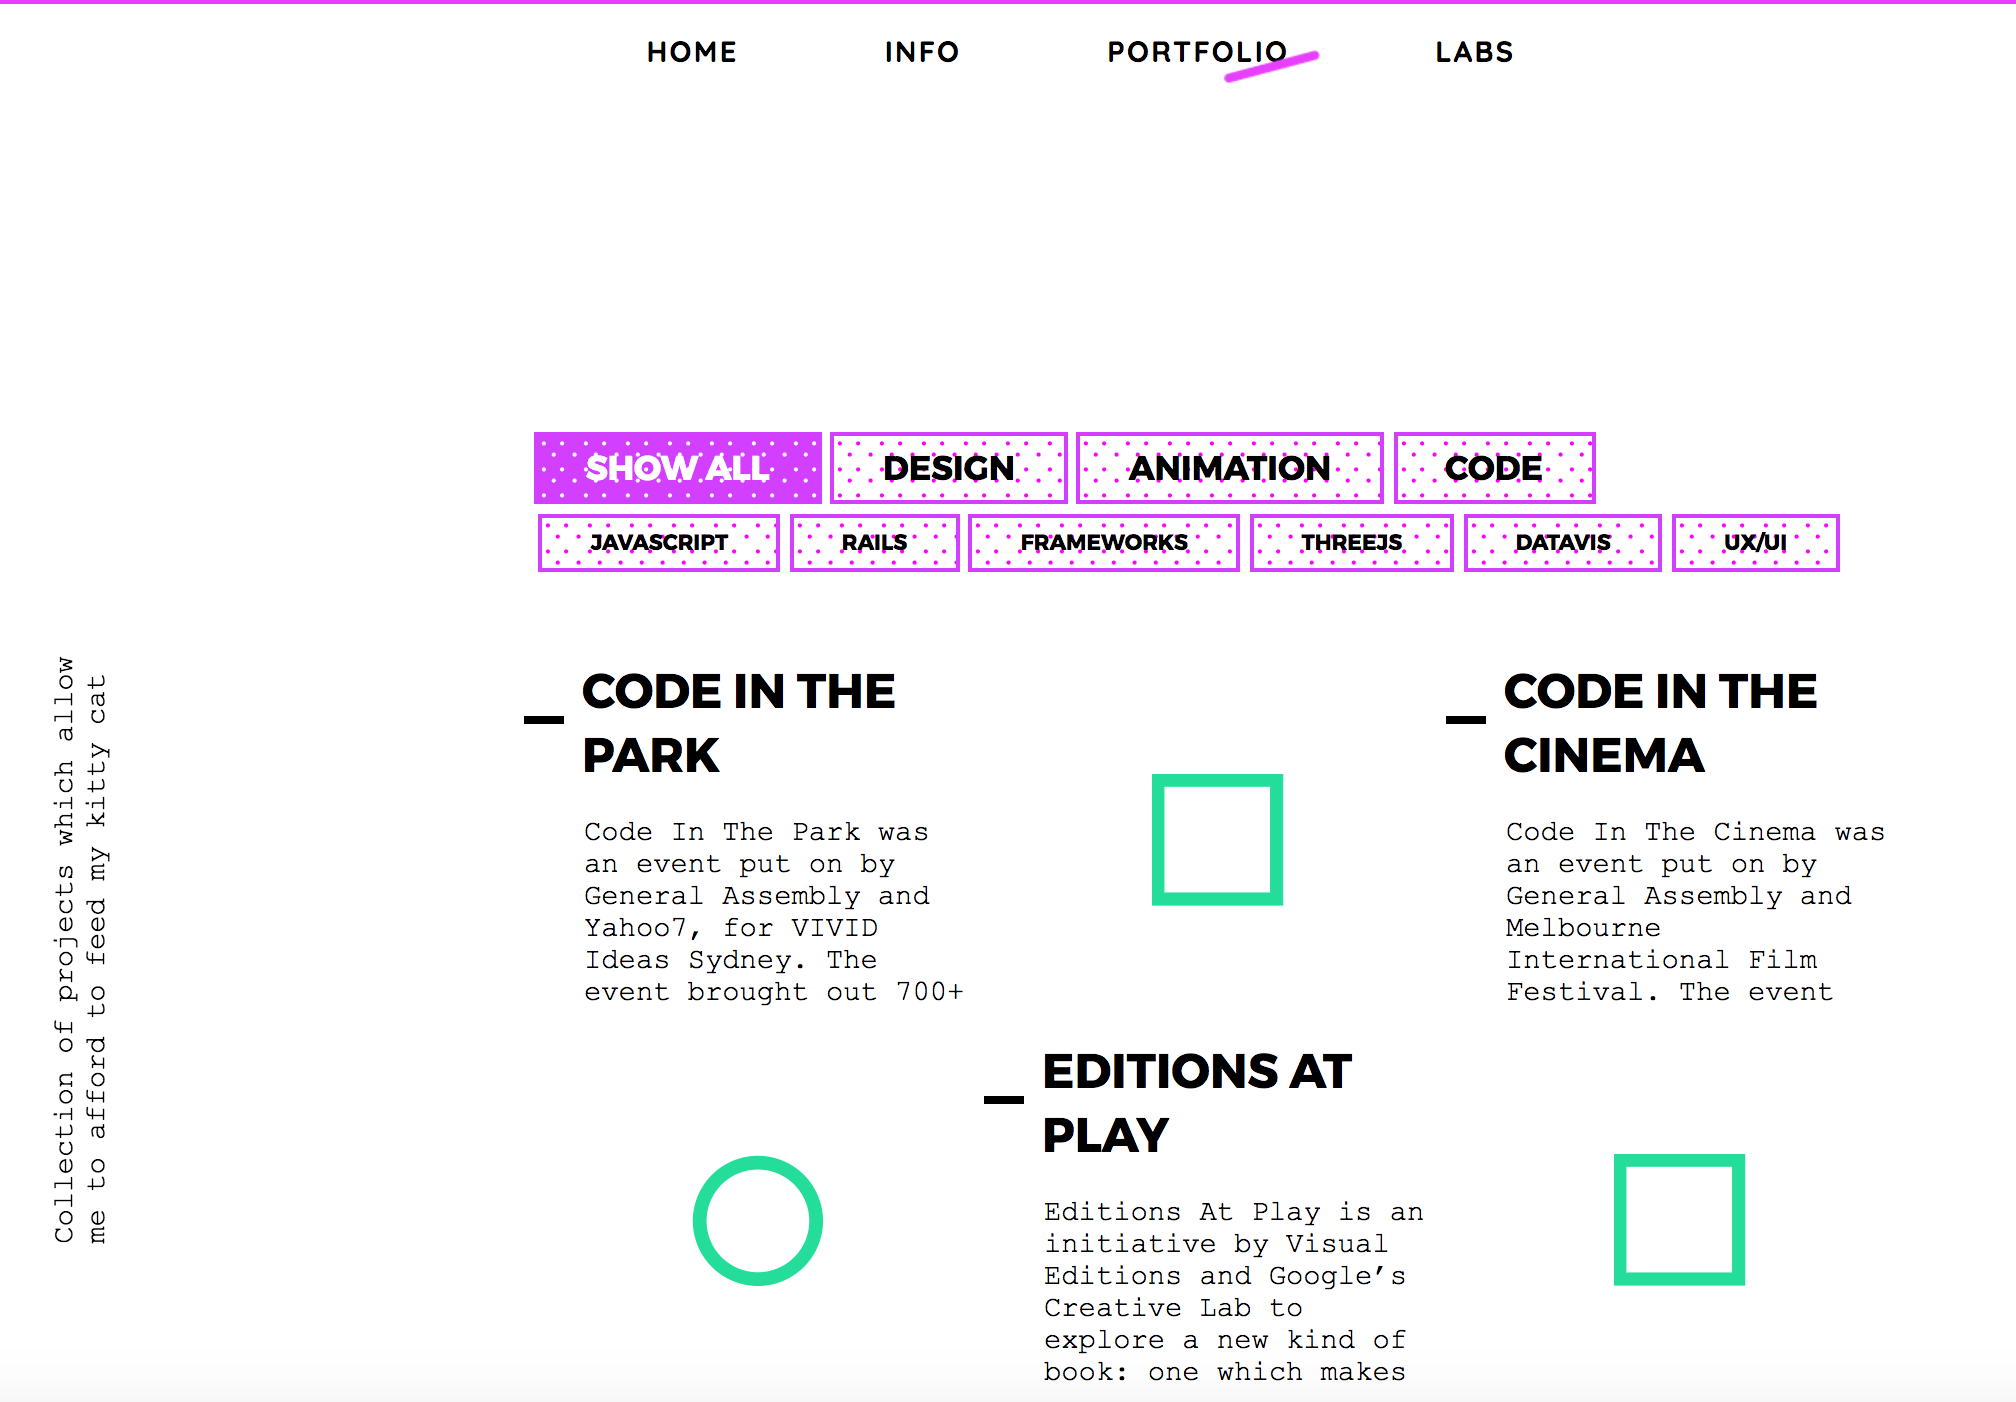 HOME INFO PORTFOLIO LABS
SHOW ALL DESIGN ANIMATION CODE
JAVASCRIPT RAILS FRAMEWORKS THREEJS DATAVIS UX/UI
Collection of projects which allow
me to afford to feed my kitty cat
CODE IN THE
PARK
Code In The Park was
an event put on by
General Assembly and
Yahoo7, for VIVID
Ideas Sydney. The
event brought out 700+
CODE IN THE
CINEMA
Code In The Cinema was
an event put on by
General Assembly and
Melbourne
International Film
Festival. The event
EDITIONS AT
PLAY
Editions At Play is an
initiative by Visual
Editions and Google’s
Creative Lab to
explore a new kind of
book: one which makes